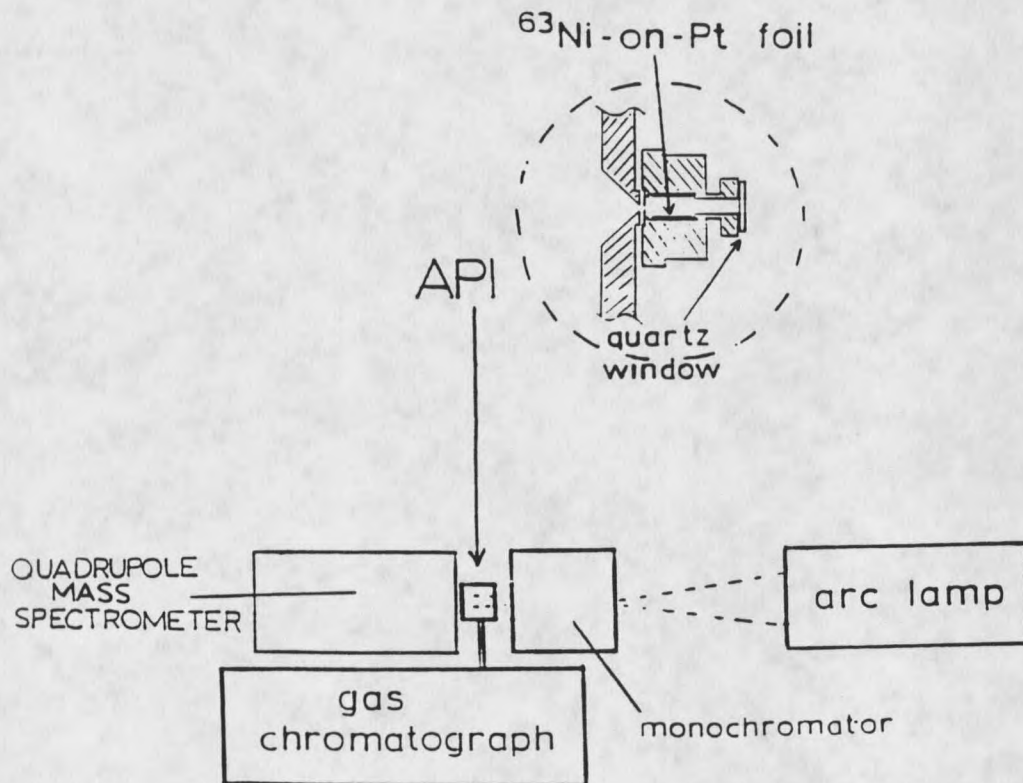 ⁶³Ni-on-Pt foil
API
quartz
window
QUADRUPOLE
MASS
SPECTROMETER
arc lamp
gas
chromatograph
monochromator